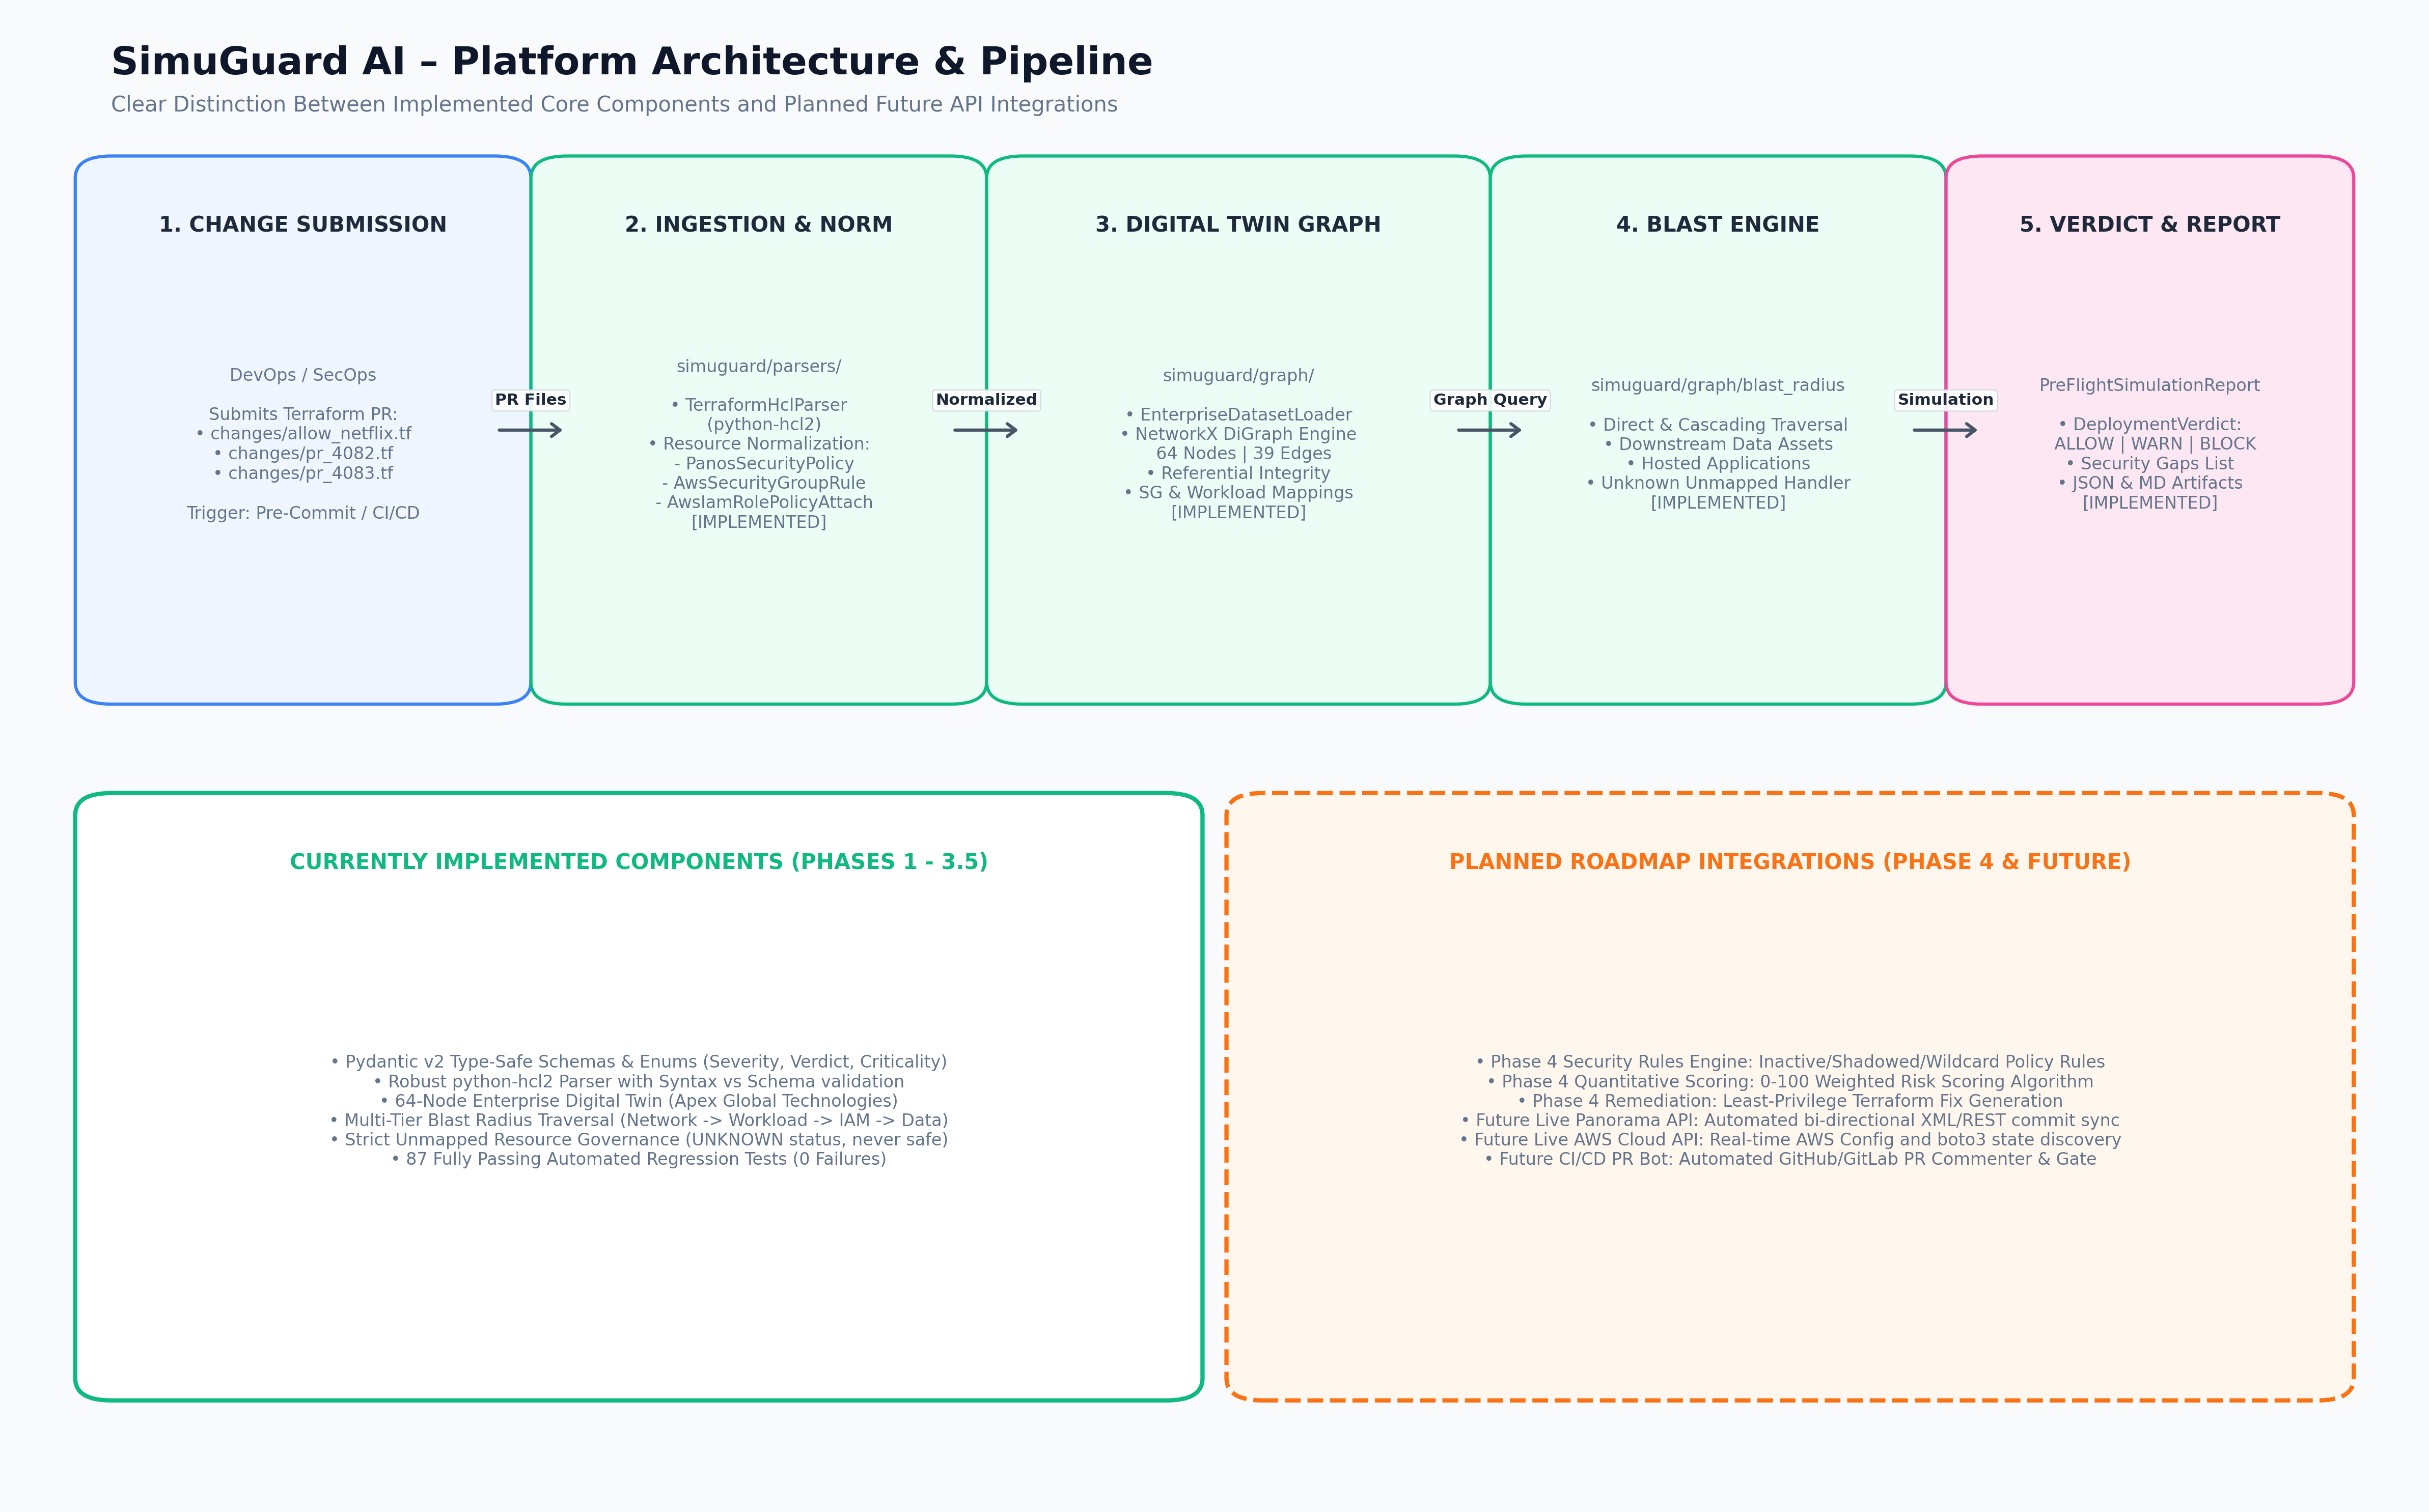 SimuGuard AI – Platform Architecture & Pipeline
Clear Distinction Between Implemented Core Components and Planned Future API Integrations
1. CHANGE SUBMISSION
DevOps / SecOps
Submits Terraform PR:
• changes/allow_netflix.tf
• changes/pr_4082.tf
• changes/pr_4083.tf
Trigger: Pre-Commit / CI/CD
PR Files
2. INGESTION & NORM
simuguard/parsers/
• TerraformHclParser
(python-hcl2)
• Resource Normalization:
- PanosSecurityPolicy
- AwsSecurityGroupRule
- AwsIamRolePolicyAttach
[IMPLEMENTED]
Normalized
3. DIGITAL TWIN GRAPH
simuguard/graph/
• EnterpriseDatasetLoader
• NetworkX DiGraph Engine
64 Nodes | 39 Edges
• Referential Integrity
• SG & Workload Mappings
[IMPLEMENTED]
Graph Query
4. BLAST ENGINE
simuguard/graph/blast_radius
• Direct & Cascading Traversal
• Downstream Data Assets
• Hosted Applications
• Unknown Unmapped Handler
[IMPLEMENTED]
Simulation
5. VERDICT & REPORT
PreFlightSimulationReport
• DeploymentVerdict:
ALLOW | WARN | BLOCK
• Security Gaps List
• JSON & MD Artifacts
[IMPLEMENTED]
CURRENTLY IMPLEMENTED COMPONENTS (PHASES 1 - 3.5)
• Pydantic v2 Type-Safe Schemas & Enums (Severity, Verdict, Criticality)
• Robust python-hcl2 Parser with Syntax vs Schema validation
• 64-Node Enterprise Digital Twin (Apex Global Technologies)
• Multi-Tier Blast Radius Traversal (Network -> Workload -> IAM -> Data)
• Strict Unmapped Resource Governance (UNKNOWN status, never safe)
• 87 Fully Passing Automated Regression Tests (0 Failures)
PLANNED ROADMAP INTEGRATIONS (PHASE 4 & FUTURE)
• Phase 4 Security Rules Engine: Inactive/Shadowed/Wildcard Policy Rules
• Phase 4 Quantitative Scoring: 0-100 Weighted Risk Scoring Algorithm
• Phase 4 Remediation: Least-Privilege Terraform Fix Generation
• Future Live Panorama API: Automated bi-directional XML/REST commit sync
• Future Live AWS Cloud API: Real-time AWS Config and boto3 state discovery
• Future CI/CD PR Bot: Automated GitHub/GitLab PR Commenter & Gate